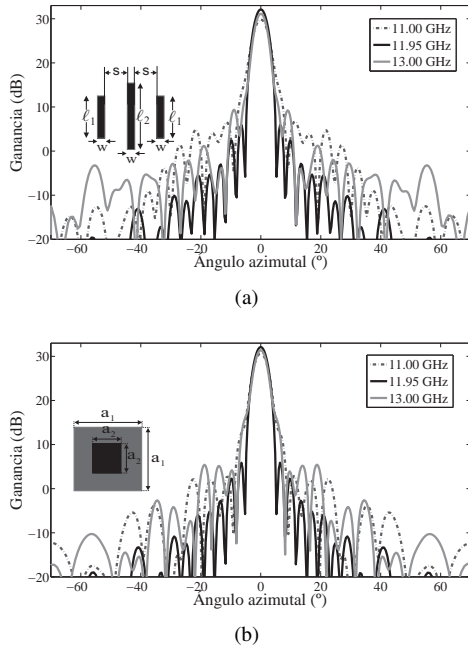 30
20
10
0
−10
−20
Ganancia (dB)
11.00 GHz
11.95 GHz
13.00 GHz
s s
ℓ1 ℓ2 ℓ1
w w
w
−60 −40 −20 0 20 40 60
Ángulo azimutal (º)
(a)
30
20
10
0
−10
−20
Ganancia (dB)
11.00 GHz
11.95 GHz
13.00 GHz
a1
a2
a2 a1
−60 −40 −20 0 20 40 60
Ángulo azimutal (º)
(b)